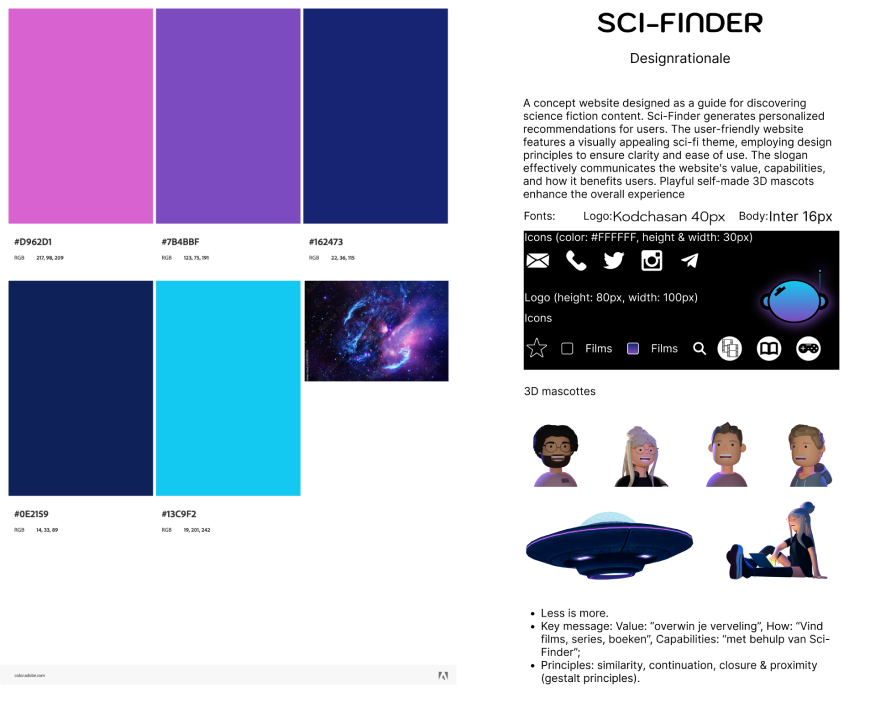 #D962D1
RGB 217, 98, 209
#7B4BBF
RGB 123, 75, 191
#162473
RGB 22, 36, 115
#0E2159
RGB 14, 33, 89
#13C9F2
RGB 19, 201, 242
color.adobe.com
SCI-FINDER
Designrationale
A concept website designed as a guide for discovering
science fiction content. Sci-Finder generates personalized
recommendations for users. The user-friendly website
features a visually appealing sci-fi theme, employing design
principles to ensure clarity and ease of use. The slogan
effectively communicates the website's value, capabilities,
and how it benefits users. Playful self-made 3D mascots
enhance the overall experience
Fonts: Logo:Kodchasan 40px Body:Inter 16px
Icons (color: #FFFFFF, height & width: 30px)
Logo (height: 80px, width: 100px)
Icons
Films Films
3D mascottes
• Less is more.
• Key message: Value: “overwin je verveling”, How: “Vind
films, series, boeken”, Capabilities: “met behulp van Sci-
Finder”;
• Principles: similarity, continuation, closure & proximity
(gestalt principles).